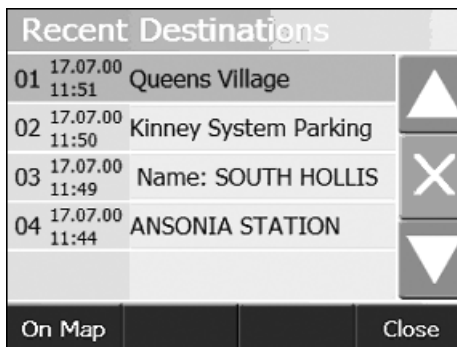 Recent Destinations
01 17.07.00 11:51 Queens Village
02 17.07.00 11:50 Kinney System Parking
03 17.07.00 11:49 Name: SOUTH HOLLIS
04 17.07.00 11:44 ANSONIA STATION
On Map Close